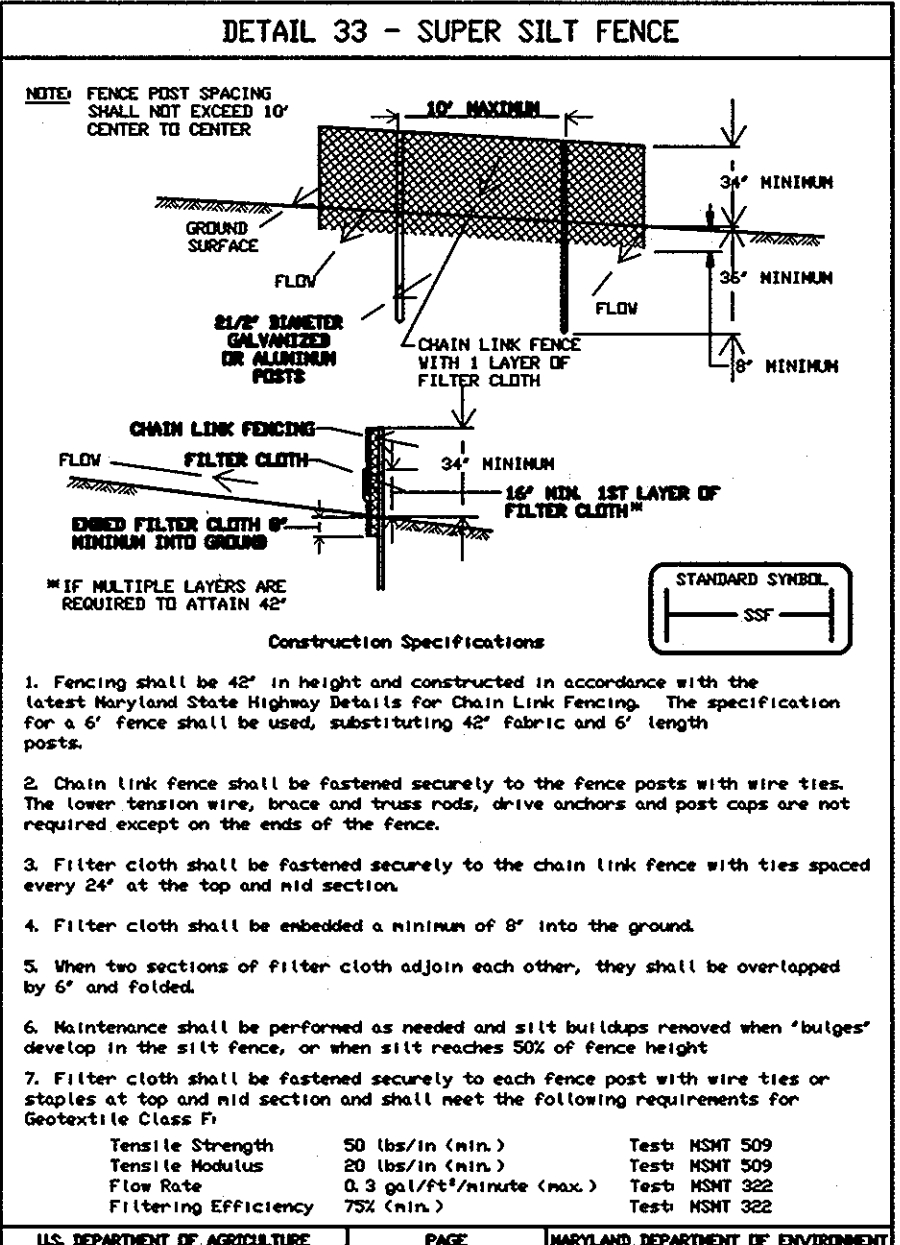 DETAIL 33 - SUPER SILT FENCE
NOTE: FENCE POST SPACING
SHALL NOT EXCEED 10'
CENTER TO CENTER
10' MAXIMUM
34" MINIMUM
GROUND
SURFACE
FLOW
36" MINIMUM
FLOW
21/2" DIAMETER
GALVANIZED
OR ALUMINUM
POSTS
CHAIN LINK FENCE
WITH 1 LAYER OF
FILTER CLOTH
8" MINIMUM
CHAIN LINK FENCING
FLOW
FILTER CLOTH
34" MINIMUM
16" MIN. 1ST LAYER OF
FILTER CLOTH*
EMBED FILTER CLOTH 8"
MINIMUM INTO GROUND
*IF MULTIPLE LAYERS ARE
REQUIRED TO ATTAIN 42"
STANDARD SYMBOL
SSF
Construction Specifications
1. Fencing shall be 42" in height and constructed in accordance with the
latest Maryland State Highway Details for Chain Link Fencing. The specification
for a 6' fence shall be used, substituting 42" fabric and 6' length
posts.
2. Chain link fence shall be fastened securely to the fence posts with wire ties.
The lower tension wire, brace and truss rods, drive anchors and post caps are not
required except on the ends of the fence.
3. Filter cloth shall be fastened securely to the chain link fence with ties spaced
every 24" at the top and mid section.
4. Filter cloth shall be embedded a minimum of 8" into the ground.
5. When two sections of filter cloth adjoin each other, they shall be overlapped
by 6" and folded.
6. Maintenance shall be performed as needed and silt buildups removed when "bulges"
develop in the silt fence, or when silt reaches 50% of fence height
7. Filter cloth shall be fastened securely to each fence post with wire ties or
staples at top and mid section and shall meet the following requirements for
Geotextile Class F:
Tensile Strength 50 lbs/in (min.) Test: MSMT 509
Tensile Modulus 20 lbs/in (min.) Test: MSMT 509
Flow Rate 0.3 gal/ft²/minute (max.) Test: MSMT 322
Filtering Efficiency 75% (min.) Test: MSMT 322
U.S. DEPARTMENT OF AGRICULTURE PAGE MARYLAND DEPARTMENT OF ENVIRONMENT